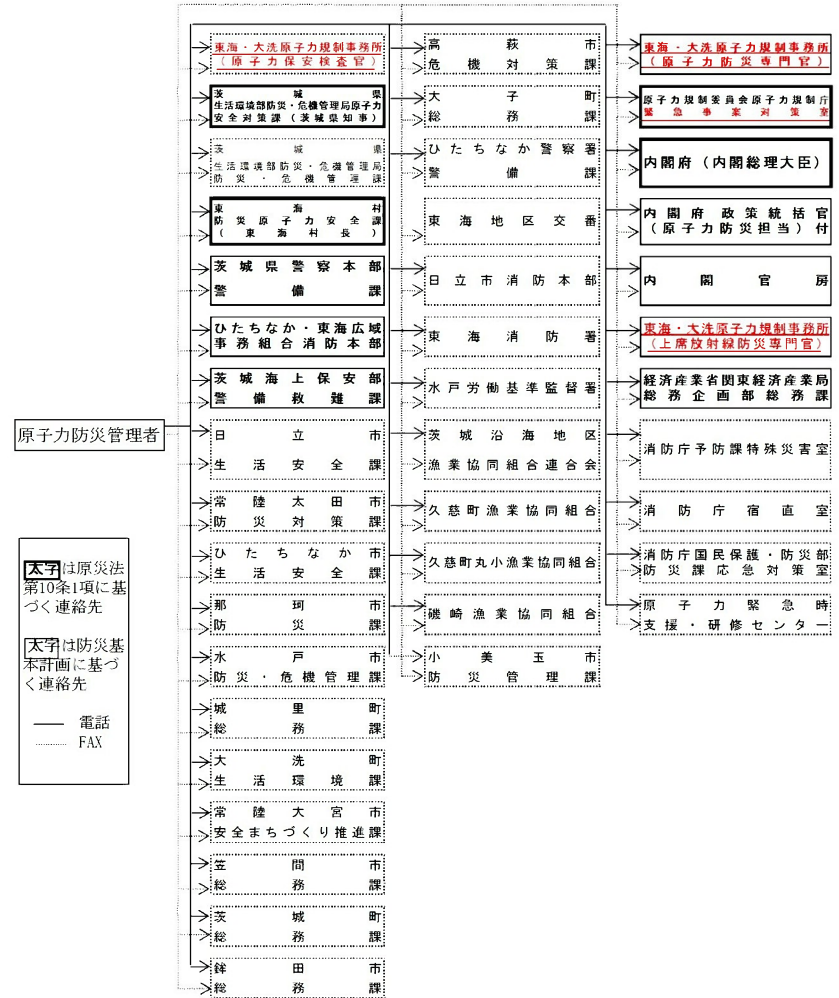 原子力防災管理者
太字は原災法
第10条1項に基
づく連絡先
太字は防災基
本計画に基づ
く連絡先
電話
FAX
東海・大洗原子力規制事務所
(原子力保安検査官)
茨城県
生活環境部防災・危機管理局原子力
安全対策課(茨城県知事)
茨城県
生活環境部防災・危機管理局
防災・危機管理課
東海村
防災原子力安全課
(東海村長)
茨城県警察本部
警備課
ひたちなか・東海広域
事務組合消防本部
茨城海上保安部
警備救難課
日立市
生活安全課
常陸太田市
防災対策課
ひたちなか市
生活安全課
那珂市
防災課
水戸市
防災・危機管理課
城里町
総務課
大洗町
生活環境課
常陸大宮市
安全まちづくり推進課
笠間市
総務課
茨城町
総務課
鉾田市
総務課
高萩市
危機対策課
大子町
総務課
ひたちなか警察署
警備課
東海地区交番
日立市消防本部
東海消防署
水戸労働基準監督署
茨城沿海地区
漁業協同組合連合会
久慈町漁業協同組合
久慈町丸小漁業協同組合
磯崎漁業協同組合
小美玉市
防災管理課
東海・大洗原子力規制事務所
(原子力防災専門官)
原子力規制委員会原子力規制庁
緊急事案対策室
内閣府(内閣総理大臣)
内閣府政策統括官
(原子力防災担当)付
内閣官房
東海・大洗原子力規制事務所
(上席放射線防災専門官)
経済産業省関東経済産業局
総務企画部総務課
消防庁予防課特殊災害室
消防庁宿直室
消防庁国民保護・防災部
防災課応急対策室
原子力緊急時
支援・研修センター